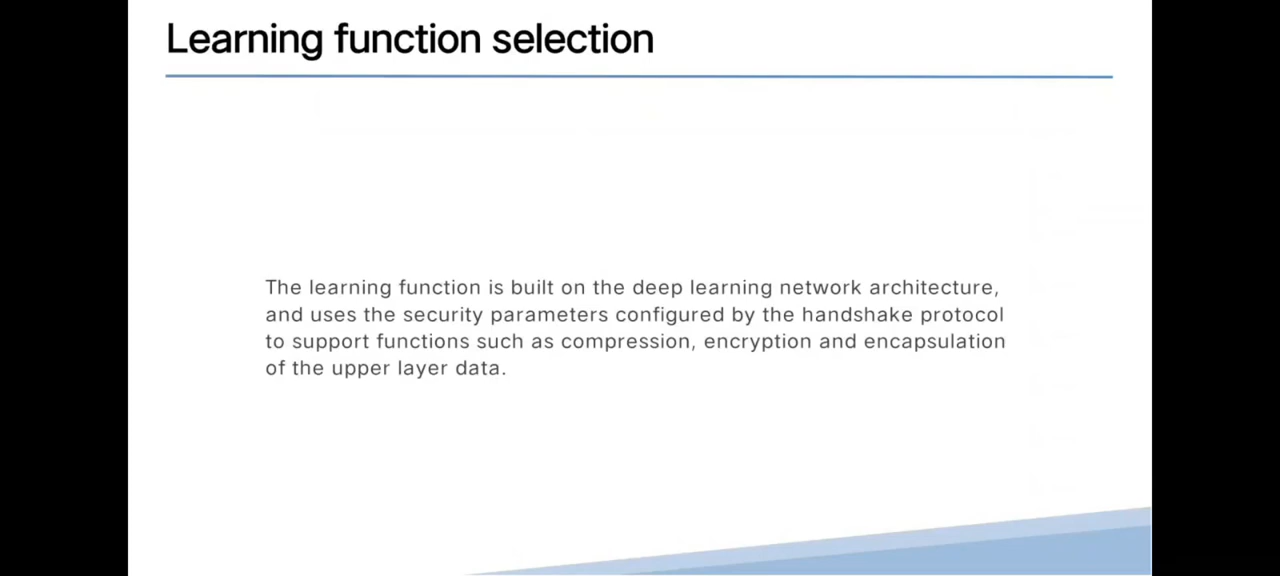 Learning function selection
The learning function is built on the deep learning network architecture,
and uses the security parameters configured by the handshake protocol
to support functions such as compression, encryption and encapsulation
of the upper layer data.